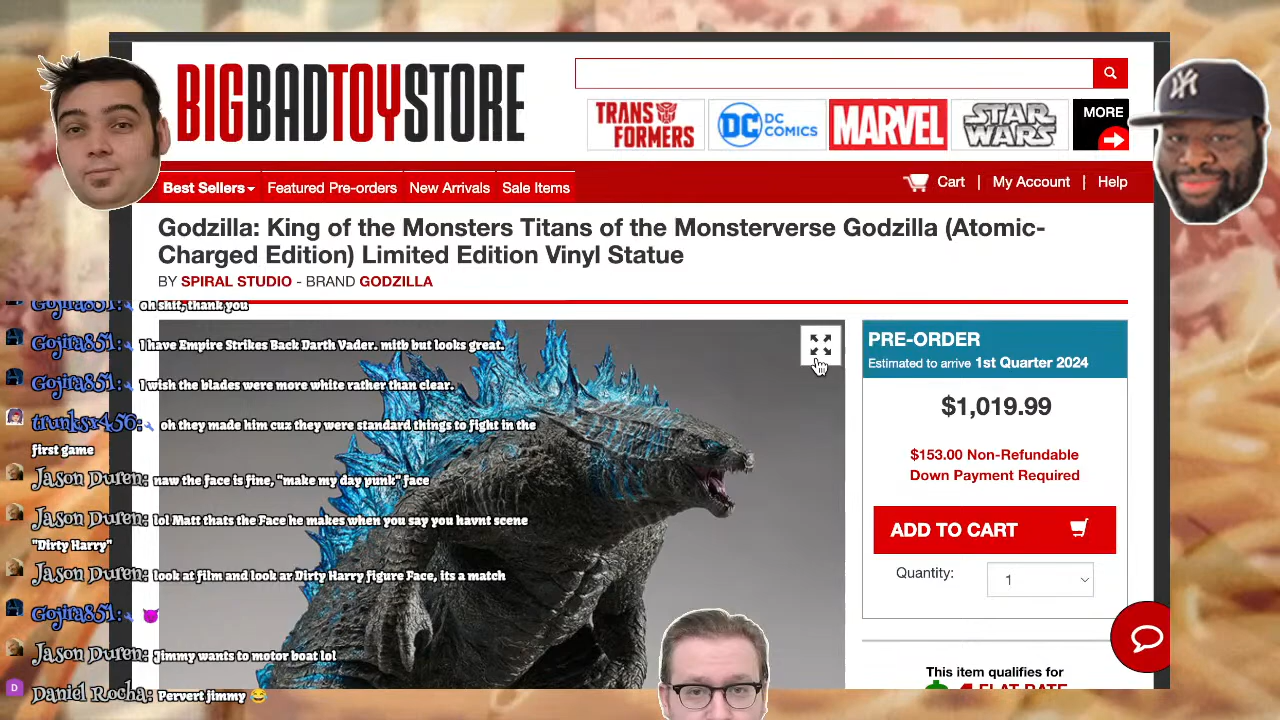 BIGBADTOYSTORE
TRANS
FORMERS
DC
DC
COMICS
MARVEL
STAR
WARS
MORE
Best Sellers
Featured Pre-orders
New Arrivals
Sale Items
Cart | My Account | Help
Godzilla: King of the Monsters Titans of the Monsterverse Godzilla (Atomic-
Charged Edition) Limited Edition Vinyl Statue
BY SPIRAL STUDIO - BRAND GODZILLA
Gojira851: oh shit, thank you
Gojira851: I have Empire Strikes Back Darth Vader. mitb but looks great.
Gojira851: I wish the blades were more white rather than clear.
trunksr456: oh they made him cuz they were standard things to fight in the
first game
Jason Duren: naw the face is fine, "make my day punk" face
Jason Duren: lol Matt thats the Face he makes when you say you havnt scene
"Dirty Harry"
Jason Duren: look at film and look ar Dirty Harry figure Face, its a match
Gojira851: 😈
Jason Duren: Jimmy wants to motor boat lol
D
Daniel Rocha: Pervert jimmy 😂
PRE-ORDER
Estimated to arrive 1st Quarter 2024
$1,019.99
$153.00 Non-Refundable
Down Payment Required
ADD TO CART
Quantity:
1
This item qualifies for
$4 FLAT RATE